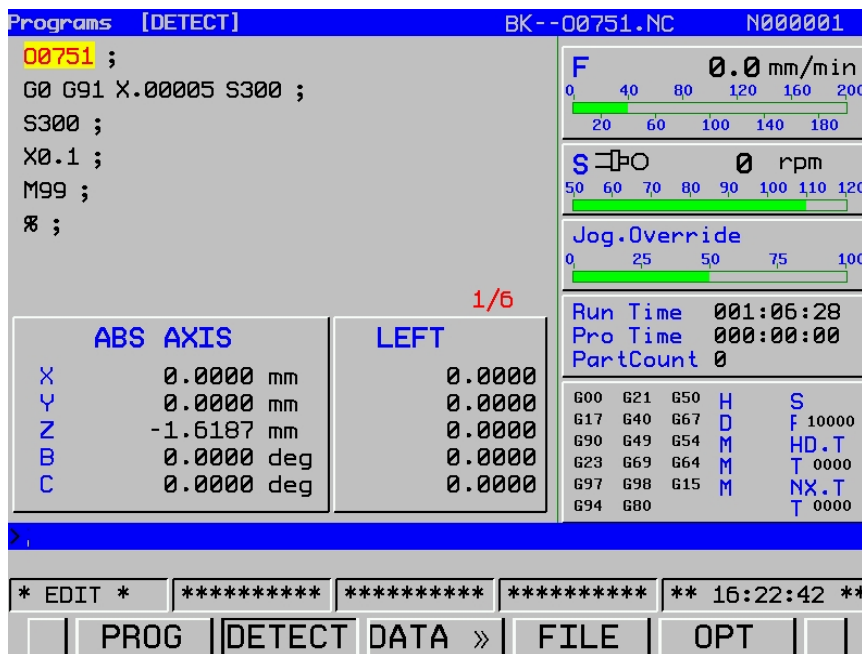 Programs [DETECT] BK--O0751.NC N000001
O0751 ;
G0 G91 X.00005 S300 ;
S300 ;
X0.1 ;
M99 ;
% ;
1/6
F 0.0 mm/min
0 40 80 120 160 200
20 60 100 140 180
S 0 rpm
50 60 70 80 90 100 110 120
Jog.Override
0 25 50 75 100
Run Time 001:06:28
Pro Time 000:00:00
PartCount 0
ABS AXIS LEFT
X 0.0000 mm 0.0000
Y 0.0000 mm 0.0000
Z -1.6187 mm 0.0000
B 0.0000 deg 0.0000
C 0.0000 deg 0.0000
G00 G21 G50 H S
G17 G40 G67 D F 10000
G90 G49 G54 M HD.T
G23 G69 G64 M T 0000
G97 G98 G15 M NX.T
G94 G80 T 0000
>
* EDIT * ********** ********** ********** ** 16:22:42 **
PROG DETECT DATA » FILE OPT